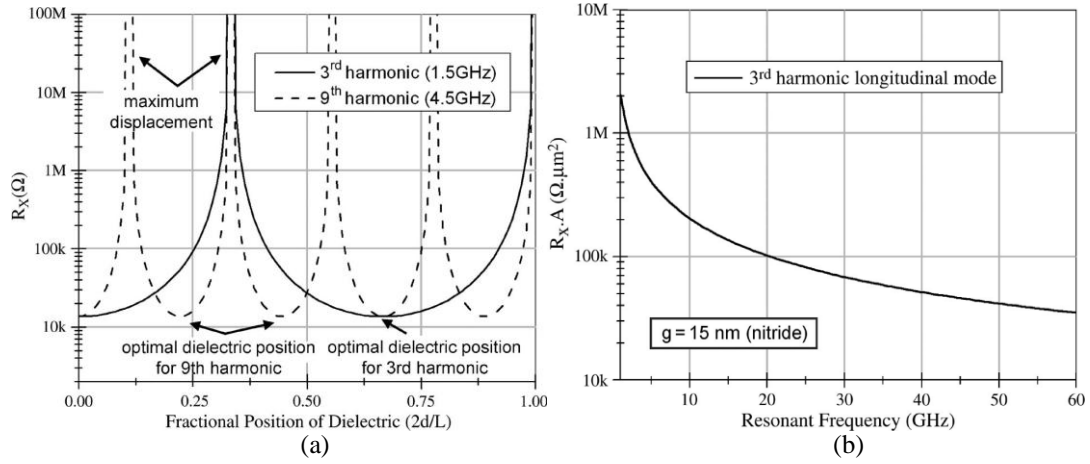 100M
10M
1M
100k
10k
R_X(Ω)
3rd harmonic (1.5GHz)
9th harmonic (4.5GHz)
maximum
displacement
optimal dielectric position
for 9th harmonic
optimal dielectric position
for 3rd harmonic
0.00
0.25
0.50
0.75
1.00
Fractional Position of Dielectric (2d/L)
(a)
10M
1M
100k
10k
R_X.A (Ω.μm²)
3rd harmonic longitudinal mode
g = 15 nm (nitride)
10
20
30
40
50
60
Resonant Frequency (GHz)
(b)